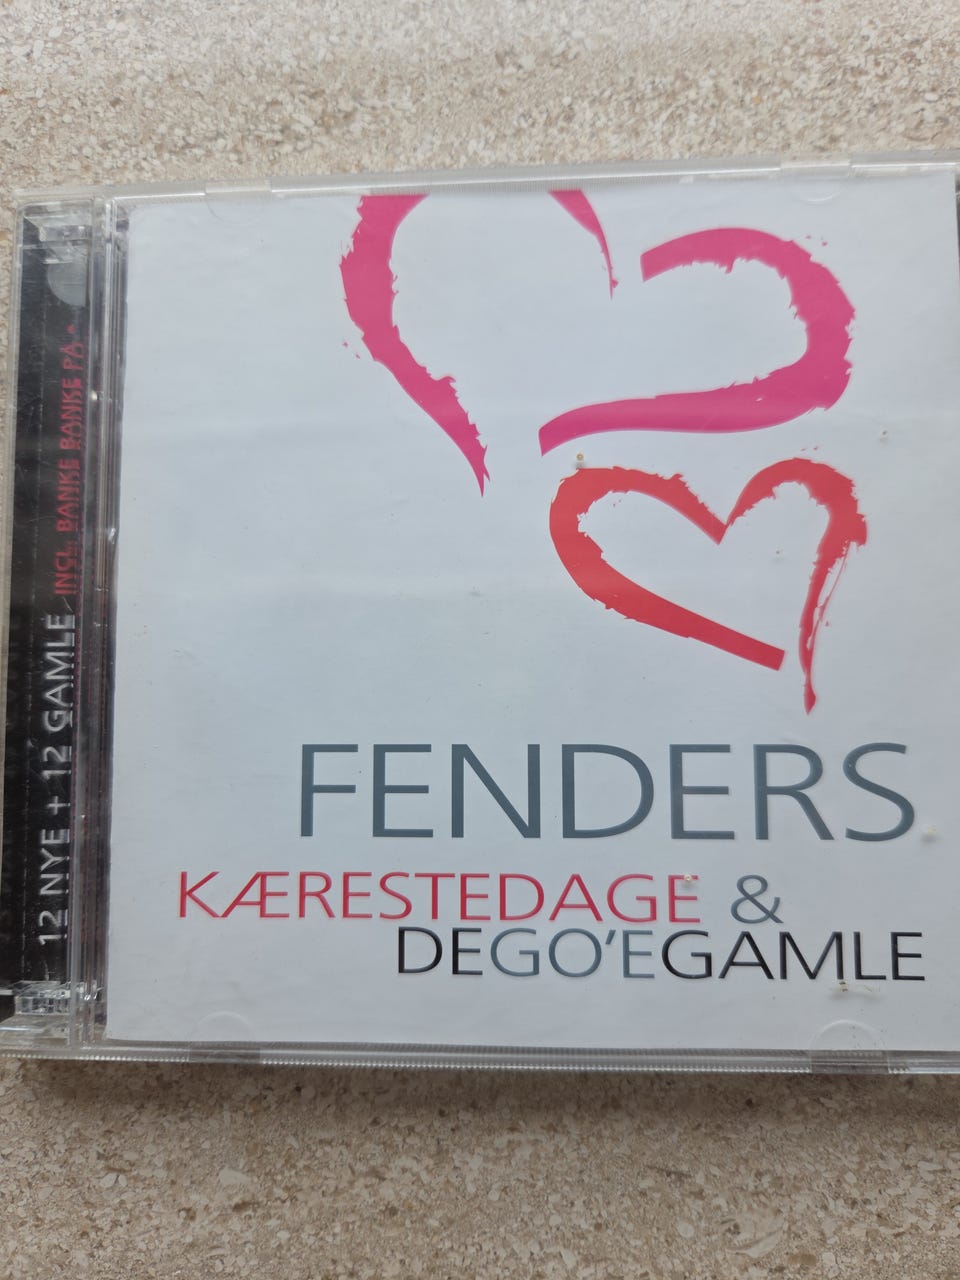 12 NYE + 12 GAMLE INCL. BANKE BANKE PÅ •
FENDERS
KÆRESTEDAGE &
DEGO'EGAMLE